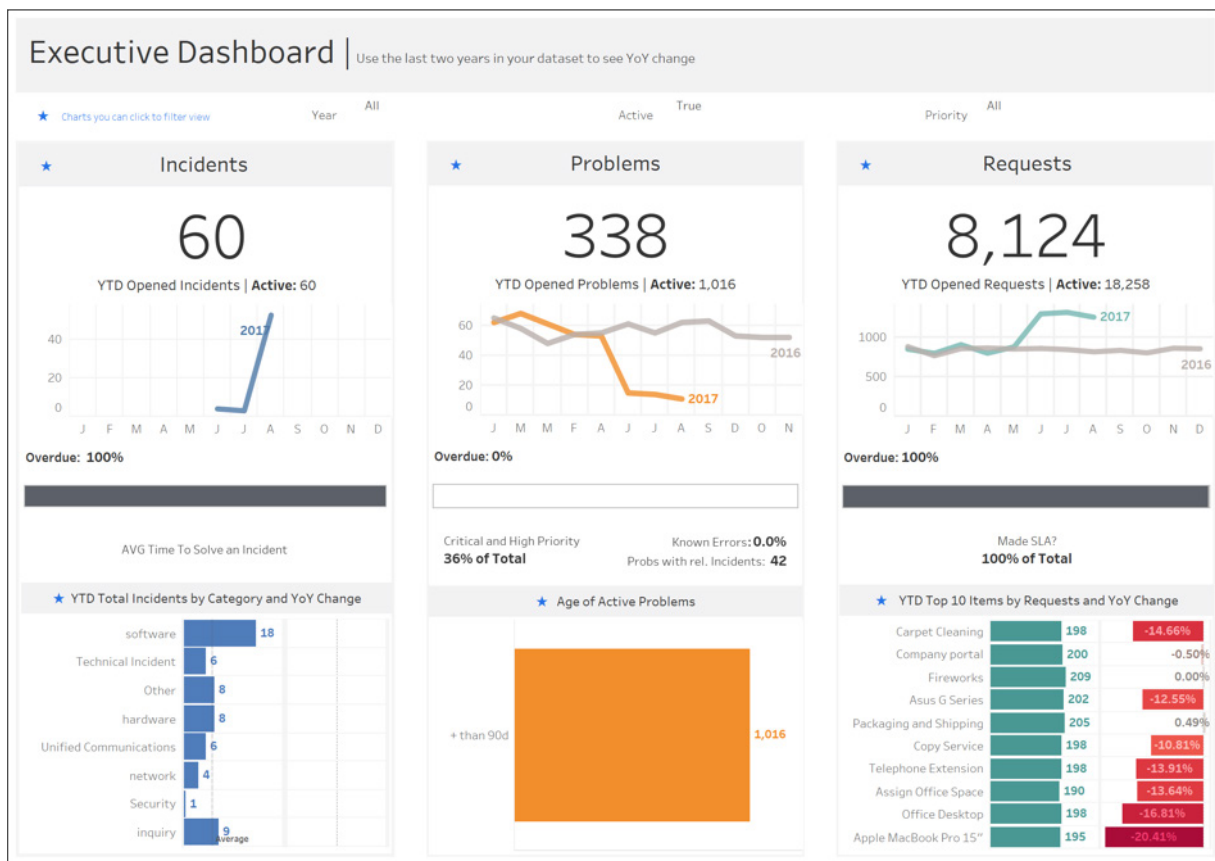 Executive Dashboard | Use the last two years in your dataset to see YoY change
★ Charts you can click to filter view
Year All
Active True
Priority All
★ Incidents
60
YTD Opened Incidents | Active: 60
40
20
0
2017
J F M A M J J A S O N D
Overdue: 100%
AVG Time To Solve an Incident
★ YTD Total Incidents by Category and YoY Change
software 18
Technical Incident 6
Other 8
hardware 8
Unified Communications 6
network 4
Security 1
inquiry 9
Average
★ Problems
338
YTD Opened Problems | Active: 1,016
60
40
20
0
2016
2017
J M M F A J J A S D O N
Overdue: 0%
Critical and High Priority
36% of Total
Known Errors: 0.0%
Probs with rel. Incidents: 42
★ Age of Active Problems
+ than 90d 1,016
★ Requests
8,124
YTD Opened Requests | Active: 18,258
1000
500
0
2017
2016
J F M A M J J A S O N D
Overdue: 100%
Made SLA?
100% of Total
★ YTD Top 10 Items by Requests and YoY Change
Carpet Cleaning 198 -14.66%
Company portal 200 -0.50%
Fireworks 209 0.00%
Asus G Series 202 -12.55%
Packaging and Shipping 205 0.49%
Copy Service 198 -10.81%
Telephone Extension 198 -13.91%
Assign Office Space 190 -13.64%
Office Desktop 198 -16.81%
Apple MacBook Pro 15" 195 -20.41%